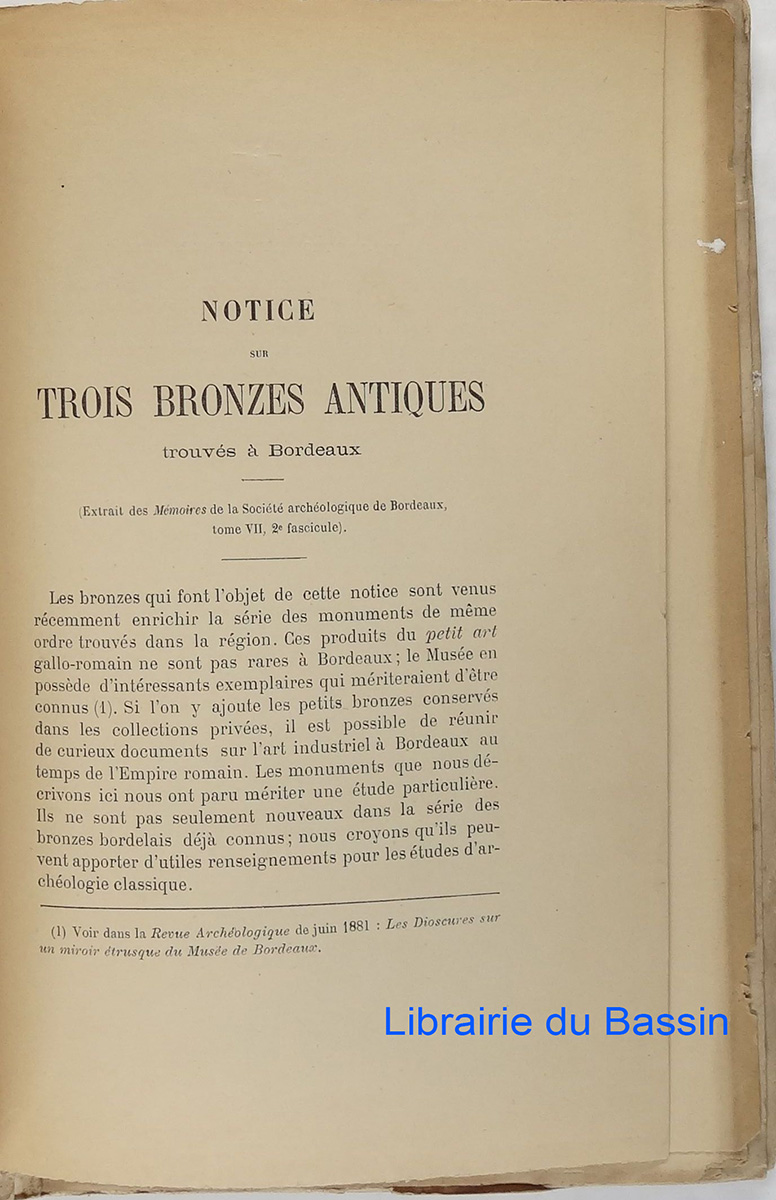 NOTICE
SUR
TROIS BRONZES ANTIQUES
trouvés à Bordeaux
(Extrait des Mémoires de la Société archéologique de Bordeaux,
tome VII, 2e fascicule).
Les bronzes qui font l'objet de cette notice sont venus
récemment enrichir la série des monuments de même
ordre trouvés dans la région. Ces produits du petit art
gallo-romain ne sont pas rares à Bordeaux ; le Musée en
possède d'intéressants exemplaires qui mériteraient d'être
connus (1). Si l'on y ajoute les petits bronzes conservés
dans les collections privées, il est possible de réunir
de curieux documents sur l'art industriel à Bordeaux au
temps de l'Empire romain. Les monuments que nous dé-
crivons ici nous ont paru mériter une étude particulière.
Ils ne sont pas seulement nouveaux dans la série des
bronzes bordelais déjà connus ; nous croyons qu'ils peu-
vent apporter d'utiles renseignements pour les études d'ar-
chéologie classique.
(1) Voir dans la Revue Archéologique de juin 1881 : Les Dioscures sur
un miroir étrusque du Musée de Bordeaux.
Librairie du Bassin